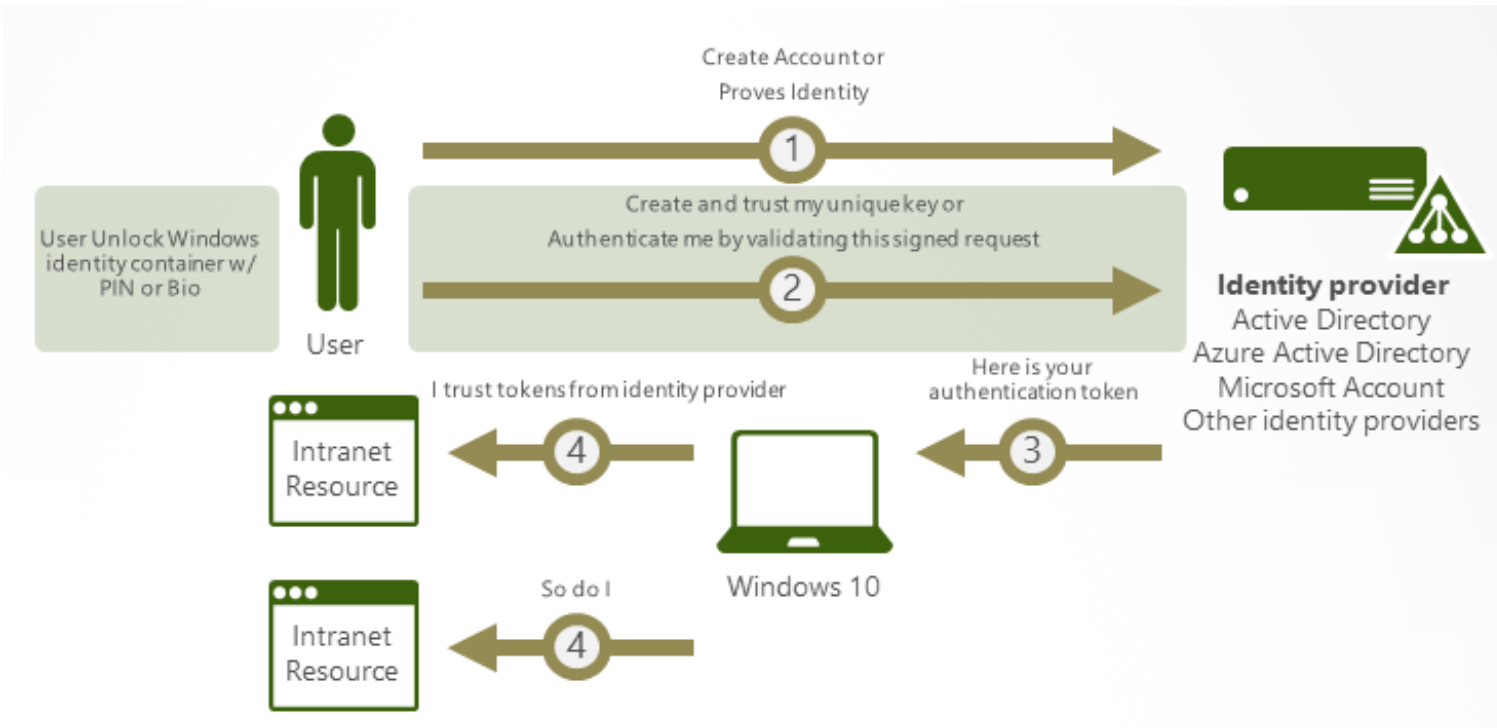 Create Account or
Proves Identity
1
User Unlock Windows
identity container w/
PIN or Bio
User
Create and trust my unique key or
Authenticate me by validating this signed request
2
Identity provider
Active Directory
Azure Active Directory
Microsoft Account
Other identity providers
Here is your
authentication token
3
I trust tokens from identity provider
4
Intranet
Resource
Windows 10
So do I
4
Intranet
Resource